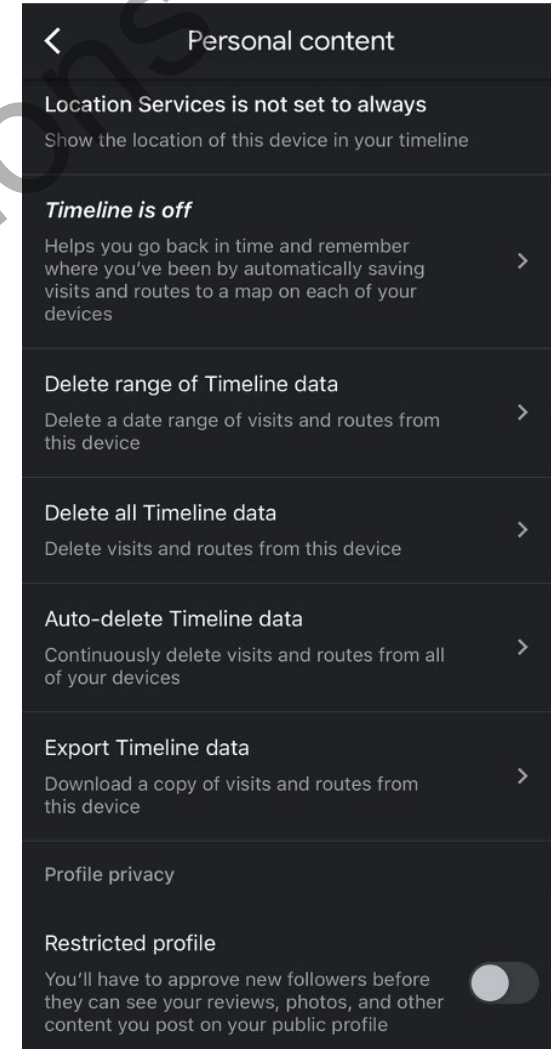 Personal content
Location Services is not set to always
Show the location of this device in your timeline
Timeline is off
Helps you go back in time and remember
where you've been by automatically saving
visits and routes to a map on each of your
devices
Delete range of Timeline data
Delete a date range of visits and routes from
this device
Delete all Timeline data
Delete visits and routes from this device
Auto-delete Timeline data
Continuously delete visits and routes from all
of your devices
Export Timeline data
Download a copy of visits and routes from
this device
Profile privacy
Restricted profile
You'll have to approve new followers before
they can see your reviews, photos, and other
content you post on your public profile